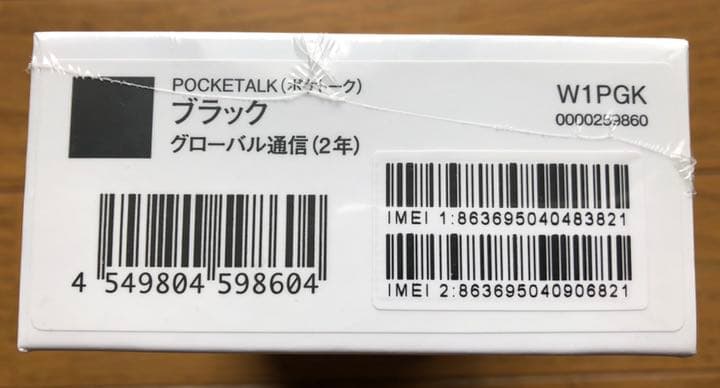 POCKETALK(ポケトーク)
ブラック
グローバル通信(2年)
W1PGK
0000259860
4 549804 598604
IMEI 1:863695040483821
IMEI 2:863695040906821